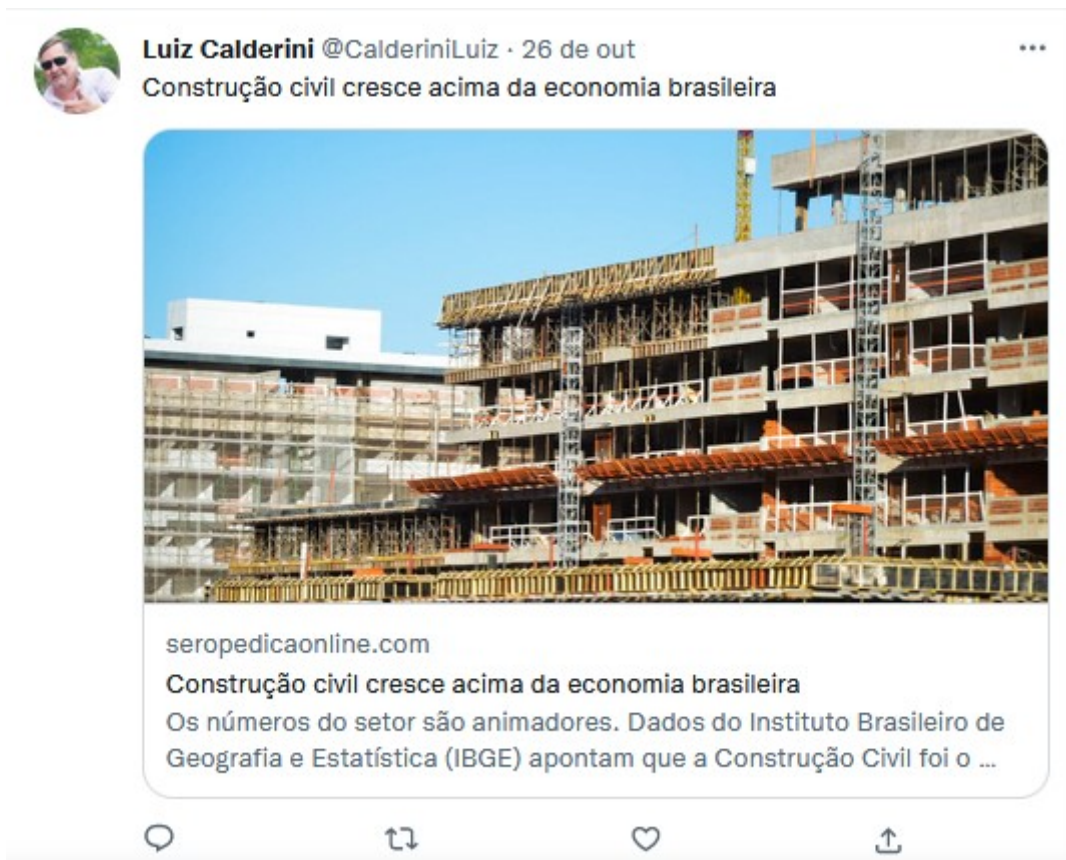 Luiz Calderini @CalderiniLuiz · 26 de out
Construção civil cresce acima da economia brasileira
seropedicaonline.com
Construção civil cresce acima da economia brasileira
Os números do setor são animadores. Dados do Instituto Brasileiro de
Geografia e Estatística (IBGE) apontam que a Construção Civil foi o ...